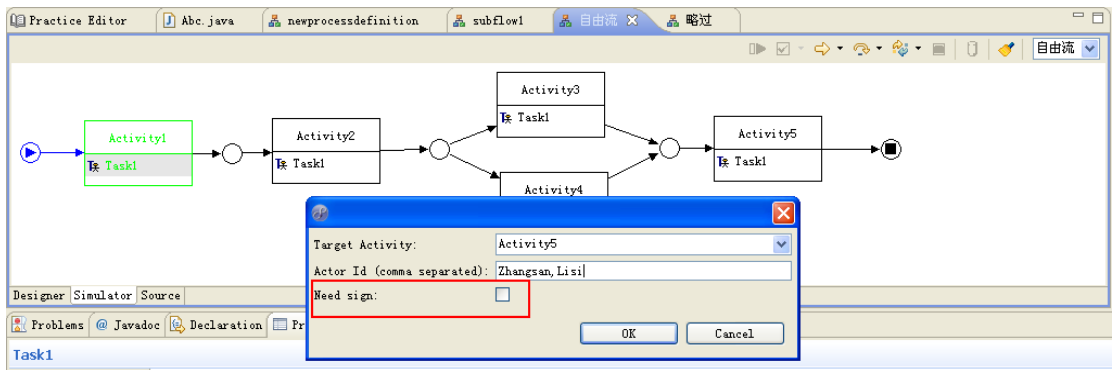 Practice Editor Abc.java newprocessdefinition subflow1 自由流 略过
自由流
Activity3
Task1
Activity1
Task1
Activity2
Task1
Activity5
Task1
Activity4
Target Activity: Activity5
Actor Id (comma separated): Zhangsan,Lisi
Need sign:
OK Cancel
Designer Simulator Source
Problems @ Javadoc Declaration Pr
Task1